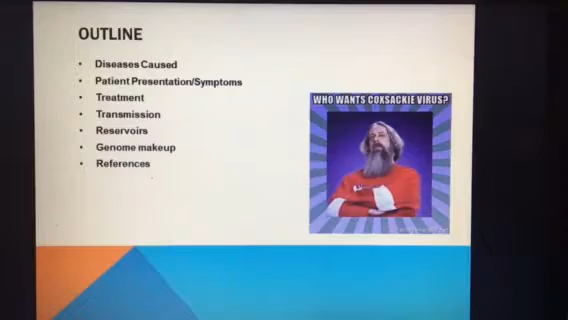 OUTLINE
• Diseases Caused
• Patient Presentation/Symptoms
• Treatment
• Transmission
• Reservoirs
• Genome makeup
• References
WHO WANTS COXSACKIE VIRUS?